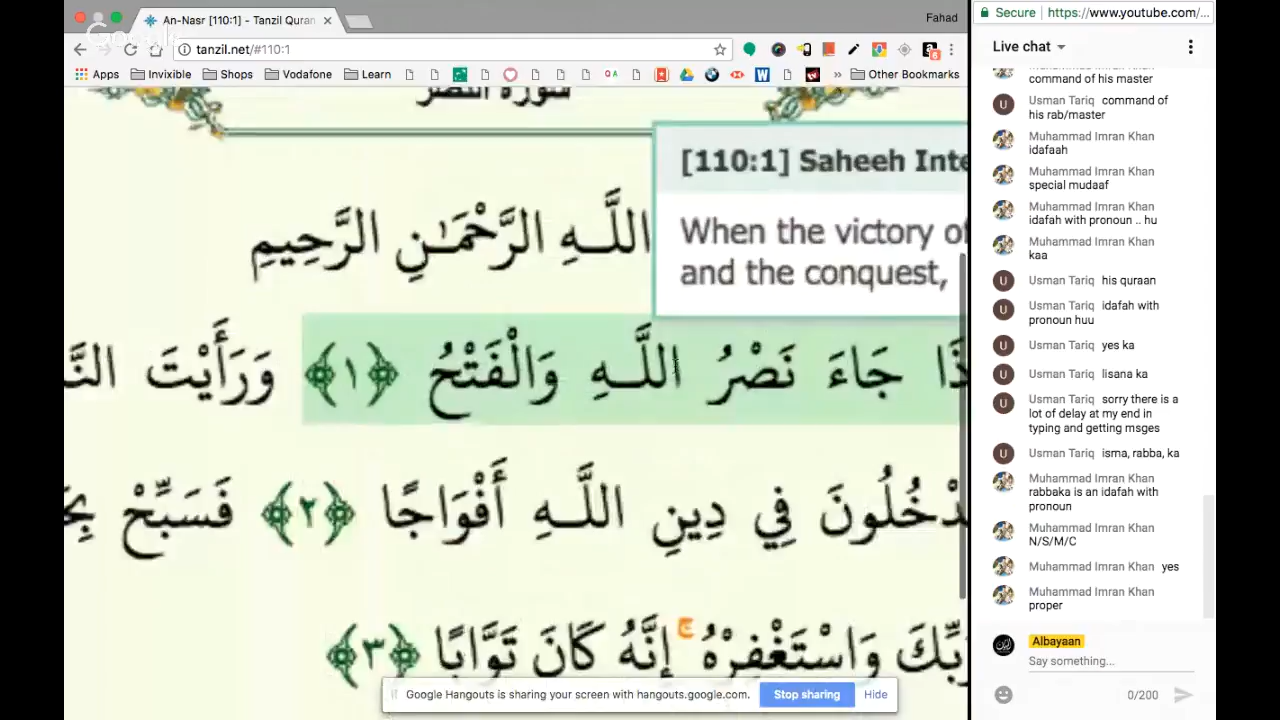 An-Nasr [110:1] - Tanzil Quran
Fahad
Google
tanzil.net/#110:1
Apps Invixible Shops Vodafone Learn Other Bookmarks
سورة النصر
[110:1] Saheeh Inte
When the victory of
and the conquest,
اللَّـهِ الرَّحْمَـٰنِ الرَّحِيمِ
ذَا جَاءَ نَصْرُ اللَّـهِ وَالْفَتْحُ ﴿١﴾ وَرَأَيْتَ النَّ
دْخُلُونَ فِي دِينِ اللَّـهِ أَفْوَاجًا ﴿٢﴾ فَسَبِّحْ بِحَ
رَبِّكَ وَاسْتَغْفِرْهُ ۚ إِنَّهُ كَانَ تَوَّابًا ﴿٣﴾
Google Hangouts is sharing your screen with hangouts.google.com. Stop sharing Hide
Secure https://www.youtube.com/...
Live chat
command of his master
Usman Tariq command of
his rab/master
Muhammad Imran Khan
idafaah
Muhammad Imran Khan
special mudaaf
Muhammad Imran Khan
idafah with pronoun .. hu
Muhammad Imran Khan
kaa
Usman Tariq his quraan
Usman Tariq idafah with
pronoun huu
Usman Tariq yes ka
Usman Tariq lisana ka
Usman Tariq sorry there is a
lot of delay at my end in
typing and getting msges
Usman Tariq isma, rabba, ka
Muhammad Imran Khan
rabbaka is an idafah with
pronoun
Muhammad Imran Khan
N/S/M/C
Muhammad Imran Khan yes
Muhammad Imran Khan
proper
Albayaan
Say something...
0/200